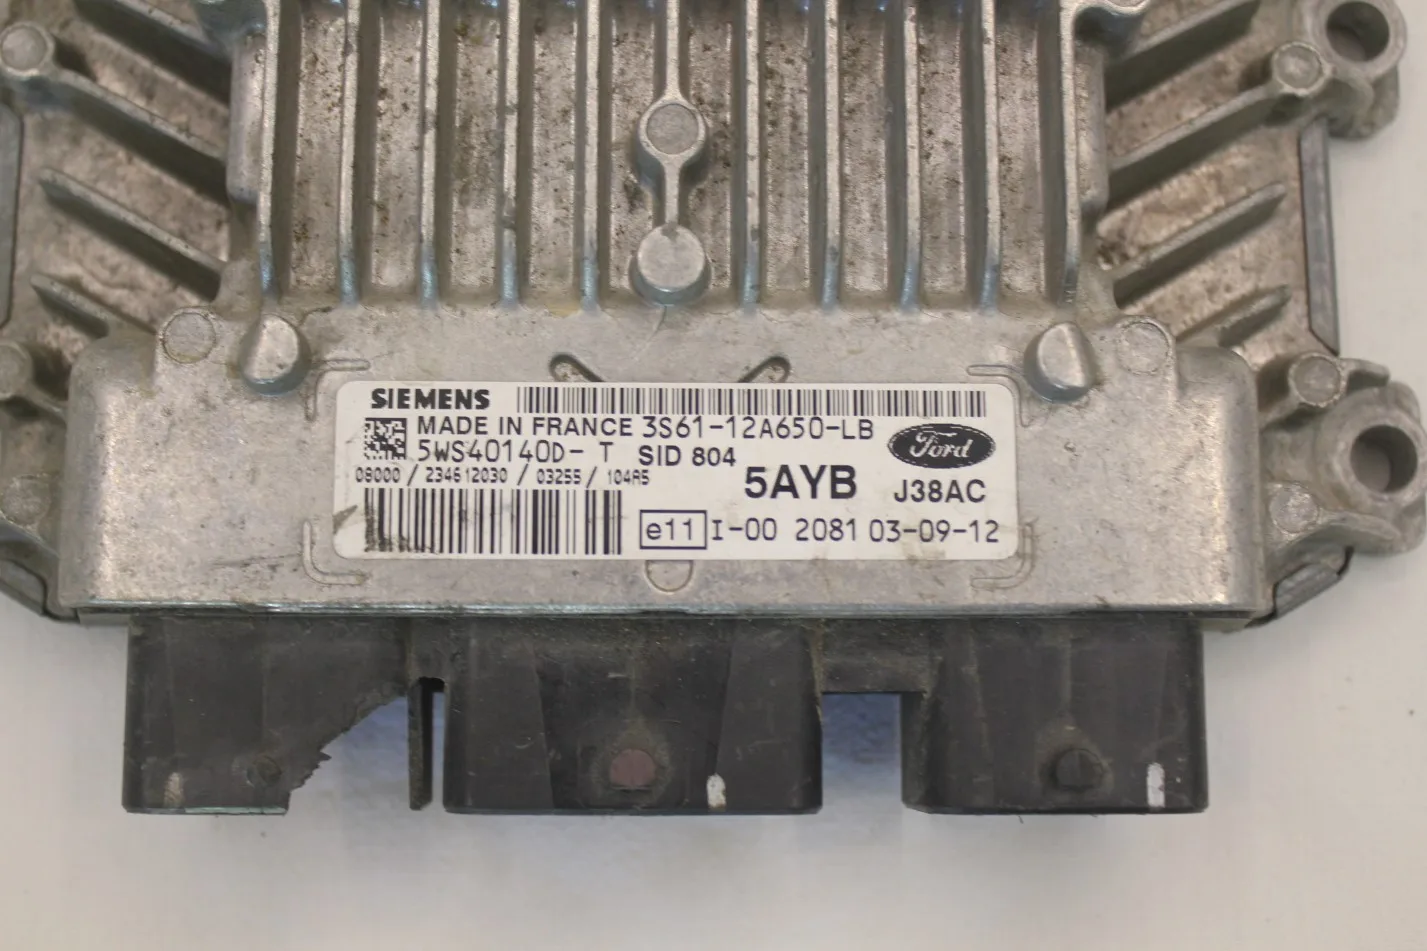 SIEMENS
MADE IN FRANCE 3S61-12A650-LB
Ford
5WS40140D- T SID 804
08000 / 234612030 / 03255 / 104A5
5AYB J38AC
e11 I-00 2081 03-09-12